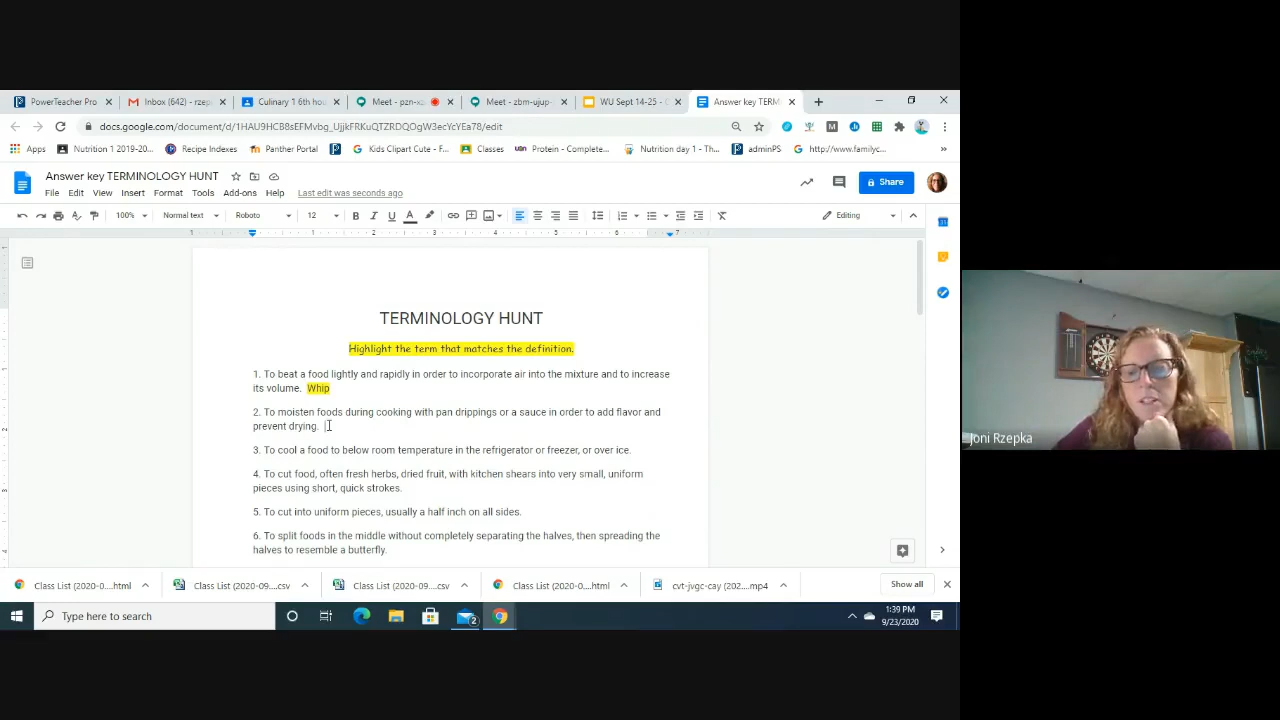 PowerTeacher Pro
Inbox (642) - rzep
Culinary 1 6th hou
Meet - pzn-x
Meet - zbm-ujup
WU Sept 14-25 - C
Answer key TERM
docs.google.com/document/d/1HAU9HCB8sEFMvbg_UjjkFRKuQTZRDQOgW3ecYcYEa78/edit
Apps
Nutrition 1 2019-20...
Recipe Indexes
Panther Portal
Kids Clipart Cute - F...
Classes
Protein - Complete...
Nutrition day 1 - Th...
adminPS
http://www.familyc...
Answer key TERMINOLOGY HUNT
File Edit View Insert Format Tools Add-ons Help Last edit was seconds ago
Share
100% Normal text Roboto 12 Editing
TERMINOLOGY HUNT
Highlight the term that matches the definition.
1. To beat a food lightly and rapidly in order to incorporate air into the mixture and to increase
its volume. Whip
2. To moisten foods during cooking with pan drippings or a sauce in order to add flavor and
prevent drying.
3. To cool a food to below room temperature in the refrigerator or freezer, or over ice.
4. To cut food, often fresh herbs, dried fruit, with kitchen shears into very small, uniform
pieces using short, quick strokes.
5. To cut into uniform pieces, usually a half inch on all sides.
6. To split foods in the middle without completely separating the halves, then spreading the
halves to resemble a butterfly.
Joni Rzepka
Class List (2020-0....html
Class List (2020-09....csv
Class List (2020-09....csv
Class List (2020-0....html
cvt-jvgc-cay (202....mp4
Show all
Type here to search
2
1:39 PM
9/23/2020